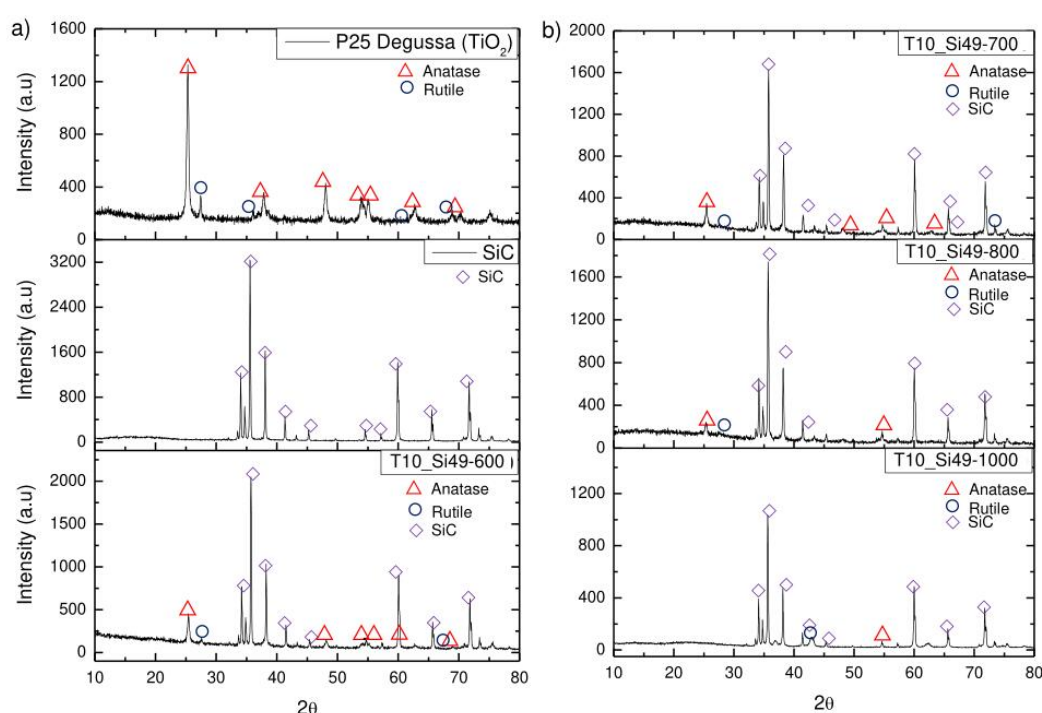 a)
P25 Degussa (TiO2)
Anatase
Rutile
Intensity (a.u)
1600
1200
800
400
0
SiC
SiC
Intensity (a.u)
3200
2400
1600
800
0
T10_Si49-600 )
Anatase
Rutile
SiC
Intensity (a.u)
2000
1500
1000
500
0
10 20 30 40 50 60 70 80
2θ
b)
T10_Si49-700
Anatase
Rutile
SiC
Intensity (a.u)
2000
1600
1200
800
400
0
T10_Si49-800
Anatase
Rutile
SiC
Intensity (a.u)
1600
1200
800
400
0
T10_Si49-1000
Anatase
Rutile
SiC
Intensity (a.u)
1200
800
400
0
10 20 30 40 50 60 70 80
2θ